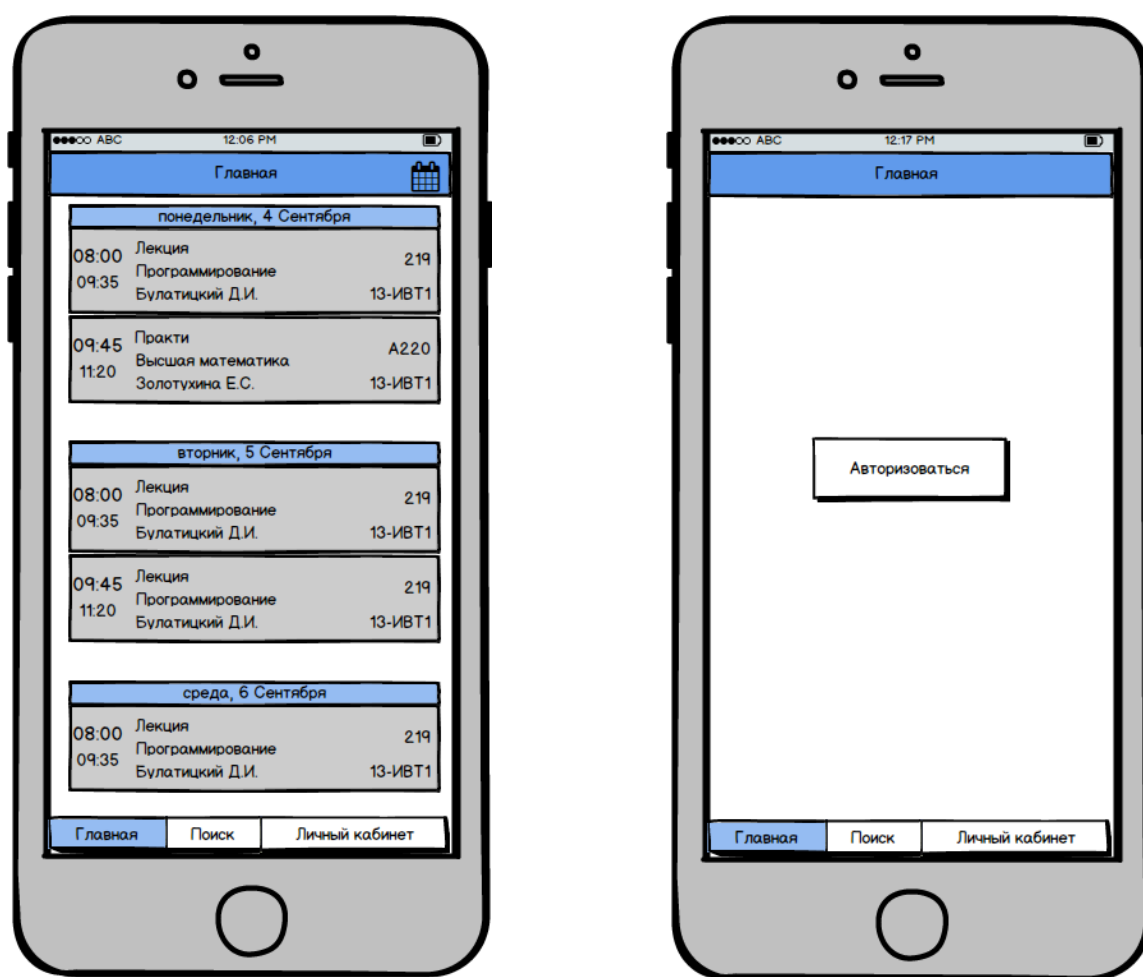 ABC 12:06 PM
Главная
понедельник, 4 Сентября
08:00 Лекция 219
09:35 Программирование
Булатицкий Д.И. 13-ИВТ1
09:45 Практи А220
11:20 Высшая математика
Золотухина Е.С. 13-ИВТ1
вторник, 5 Сентября
08:00 Лекция 219
09:35 Программирование
Булатицкий Д.И. 13-ИВТ1
09:45 Лекция 219
11:20 Программирование
Булатицкий Д.И. 13-ИВТ1
среда, 6 Сентября
08:00 Лекция 219
09:35 Программирование
Булатицкий Д.И. 13-ИВТ1
Главная Поиск Личный кабинет
ABC 12:17 PM
Главная
Авторизоваться
Главная Поиск Личный кабинет